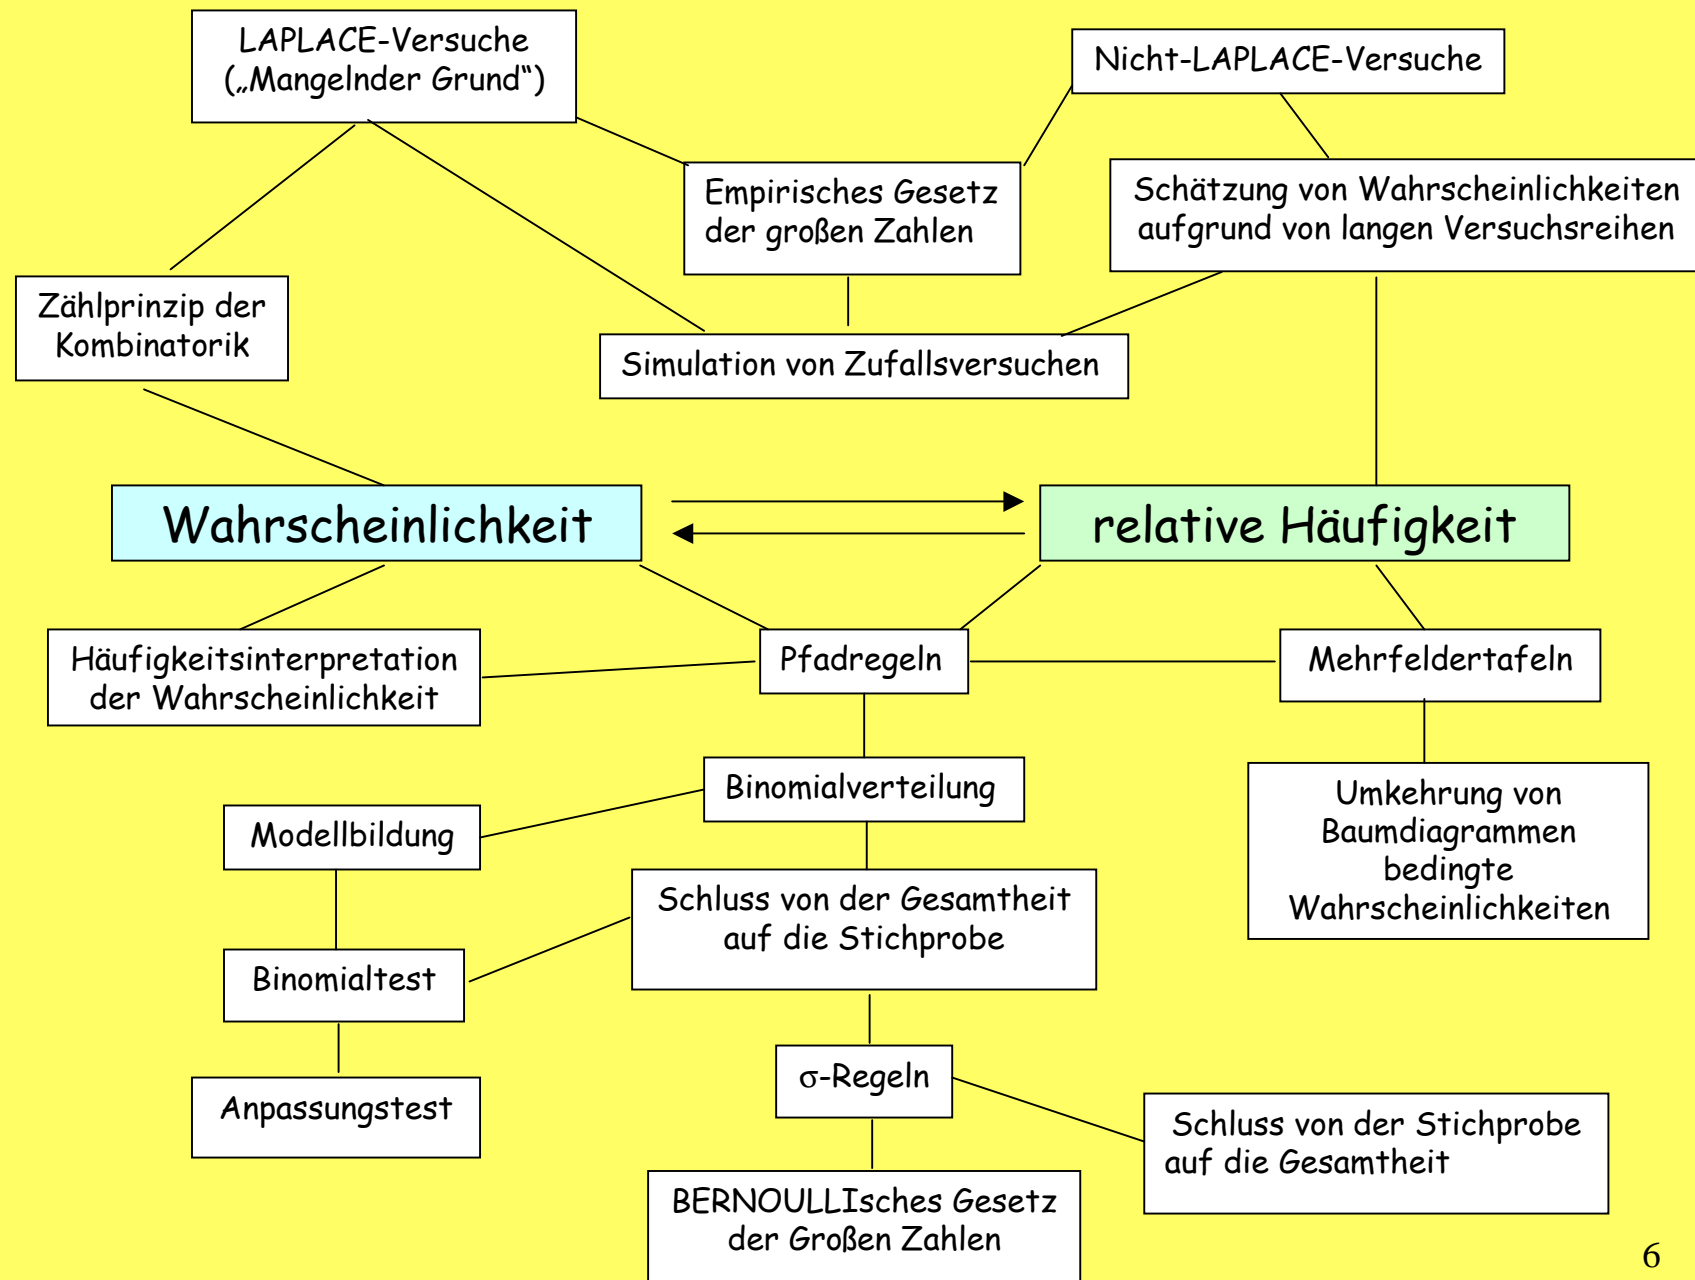 LAPLACE-Versuche
(„Mangelnder Grund“)
Nicht-LAPLACE-Versuche
Empirisches Gesetz
der großen Zahlen
Schätzung von Wahrscheinlichkeiten
aufgrund von langen Versuchsreihen
Zählprinzip der
Kombinatorik
Simulation von Zufallsversuchen
Wahrscheinlichkeit
relative Häufigkeit
Häufigkeitsinterpretation
der Wahrscheinlichkeit
Pfadregeln
Mehrfeldertafeln
Binomialverteilung
Modellbildung
Umkehrung von
Baumdiagrammen
bedingte
Wahrscheinlichkeiten
Schluss von der Gesamtheit
auf die Stichprobe
Binomialtest
σ-Regeln
Anpassungstest
Schluss von der Stichprobe
auf die Gesamtheit
BERNOULLIsches Gesetz
der Großen Zahlen
6